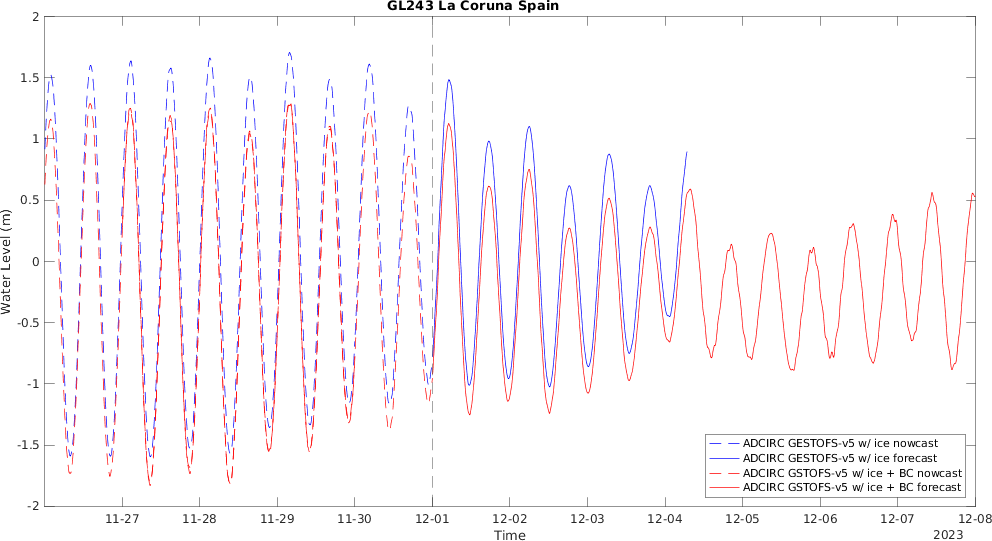 GL243 La Coruna Spain
2
1.5
1
0.5
0
-0.5
-1
-1.5
-2
Water Level (m)
ADCIRC GESTOFS-v5 w/ ice nowcast
ADCIRC GESTOFS-v5 w/ ice forecast
ADCIRC GSTOFS-v5 w/ ice + BC nowcast
ADCIRC GSTOFS-v5 w/ ice + BC forecast
11-27 11-28 11-29 11-30 12-01 12-02 12-03 12-04 12-05 12-06 12-07 12-08
Time
2023